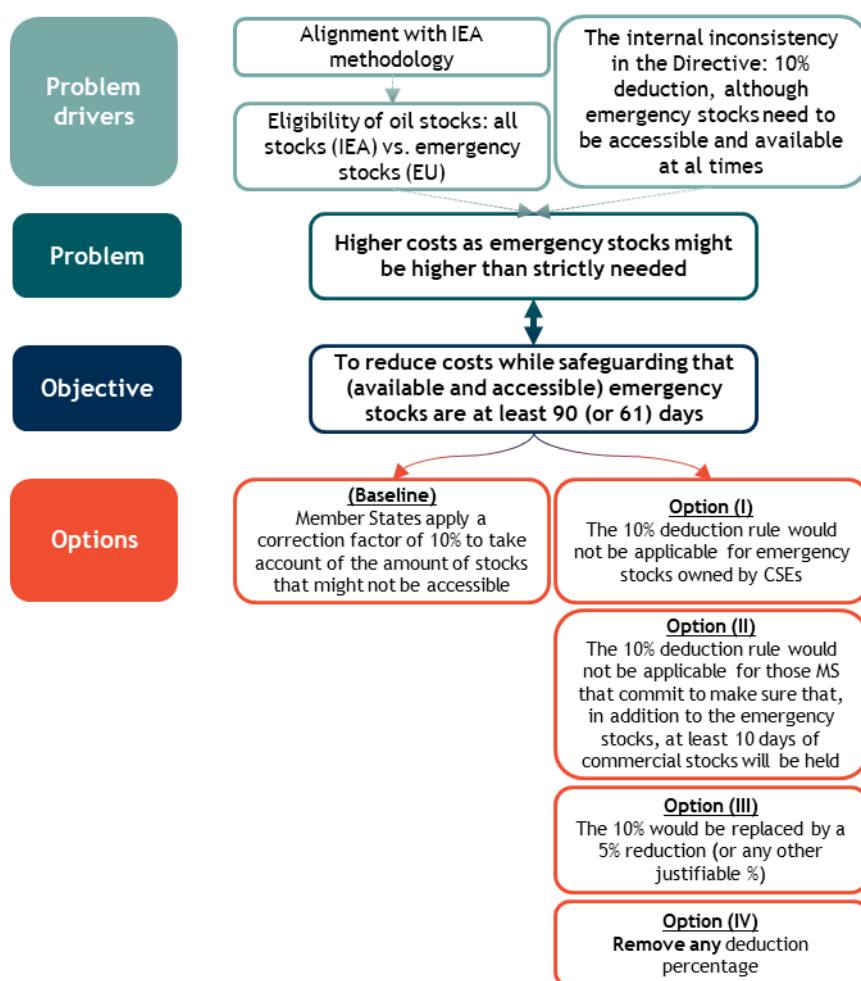 Problem
drivers
Alignment with IEA
methodology
Eligibility of oil stocks: all
stocks (IEA) vs. emergency
stocks (EU)
The internal inconsistency
in the Directive: 10%
deduction, although
emergency stocks need to
be accessible and available
at al times
Problem
Higher costs as emergency stocks might
be higher than strictly needed
Objective
To reduce costs while safeguarding that
(available and accessible) emergency
stocks are at least 90 (or 61) days
Options
(Baseline)
Member States apply a
correction factor of 10% to take
account of the amount of stocks
that might not be accessible
Option (I)
The 10% deduction rule would
not be applicable for emergency
stocks owned by CSEs
Option (II)
The 10% deduction rule would
not be applicable for those MS
that commit to make sure that,
in addition to the emergency
stocks, at least 10 days of
commercial stocks will be held
Option (III)
The 10% would be replaced by a
5% reduction (or any other
justifiable %)
Option (IV)
Remove any deduction
percentage